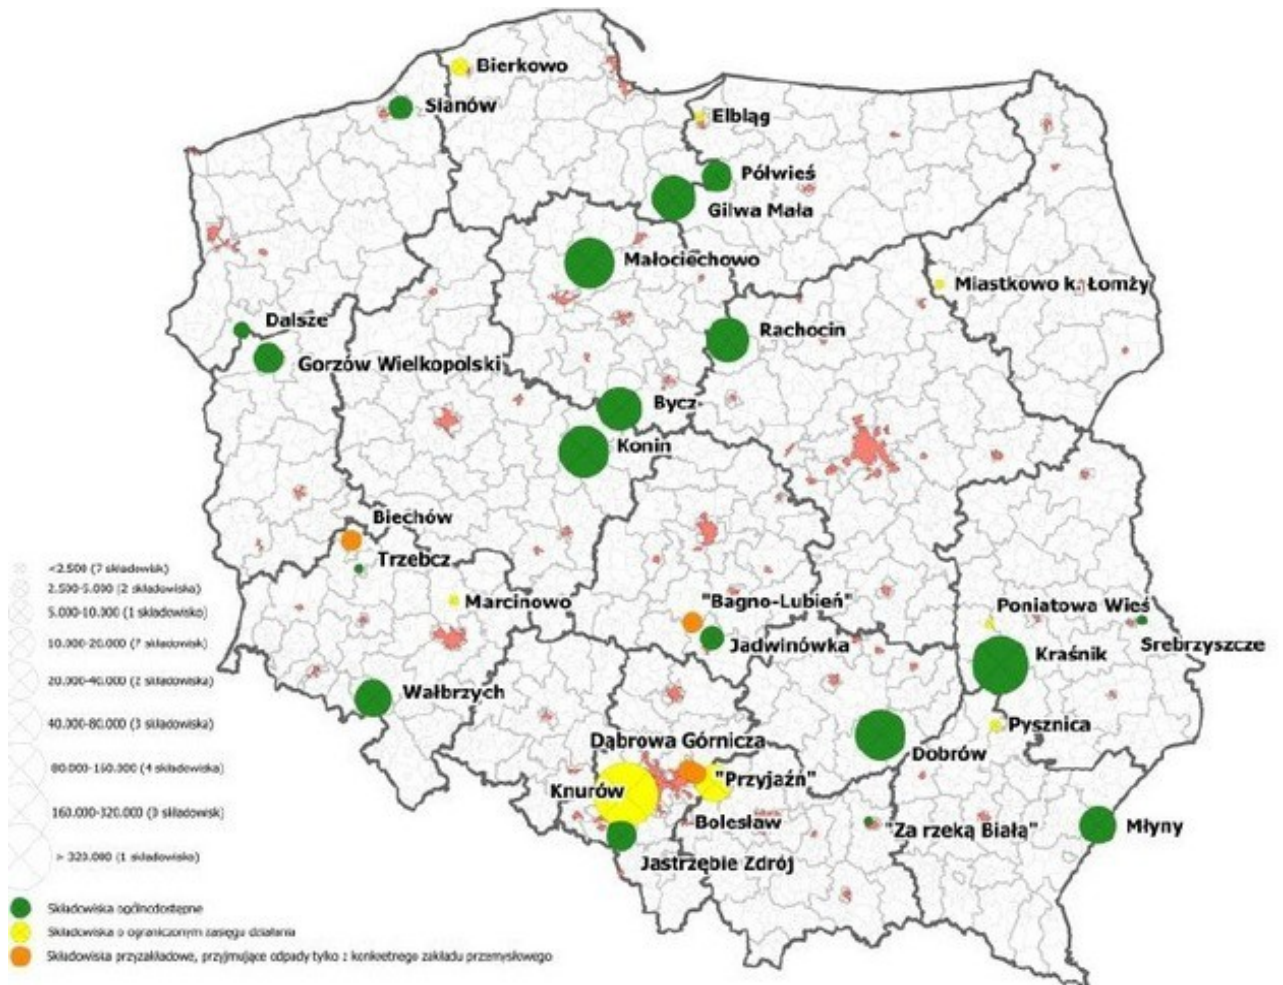 Bierkowo
Sianów
Elbląg
Półwieś
Gilwa Mała
Małociechowo
Miastkowo k. Łomży
Dalsze
Rachocin
Gorzów Wielkopolski
Bycz
Konin
Biechów
Trzebcz
<2.500 (7 składowisk)
2.500-5.000 (2 składowiska)
5.000-10.000 (1 składowisko)
10.000-20.000 (7 składowiska)
20.000-40.000 (2 składowiska)
40.000-80.000 (3 składowiska)
80.000-160.000 (4 składowiska)
160.000-320.000 (0 składowisk)
> 320.000 (1 składowisko)
Marcinowo
"Bagno-Lubień"
Poniatowa Wieś
Jadwinówka
Srebrzyszcze
Kraśnik
Wałbrzych
Pysznica
Dąbrowa Górnicza
Dobrów
"Przyjaźń"
Knurów
Bolesław
"Za rzeką Białą"
Młyny
Jastrzębie Zdrój
Składowiska ogólnodostępne
Składowiska o ograniczonym zasięgu działania
Składowiska przyzakładowe, przyjmujące odpady tylko z konkretnego zakładu przemysłowego